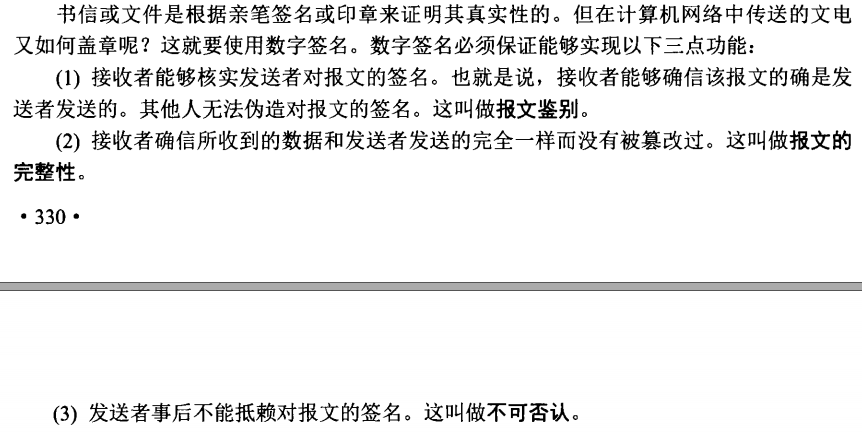 书信或文件是根据亲笔签名或印章来证明其真实性的。但在计算机网络中传送的文电
又如何盖章呢？这就要使用数字签名。数字签名必须保证能够实现以下三点功能：
(1) 接收者能够核实发送者对报文的签名。也就是说，接收者能够确信该报文的确是发
送者发送的。其他人无法伪造对报文的签名。这叫做报文鉴别。
(2) 接收者确信所收到的数据和发送者发送的完全一样而没有被篡改过。这叫做报文的
完整性。
·330·
(3) 发送者事后不能抵赖对报文的签名。这叫做不可否认。